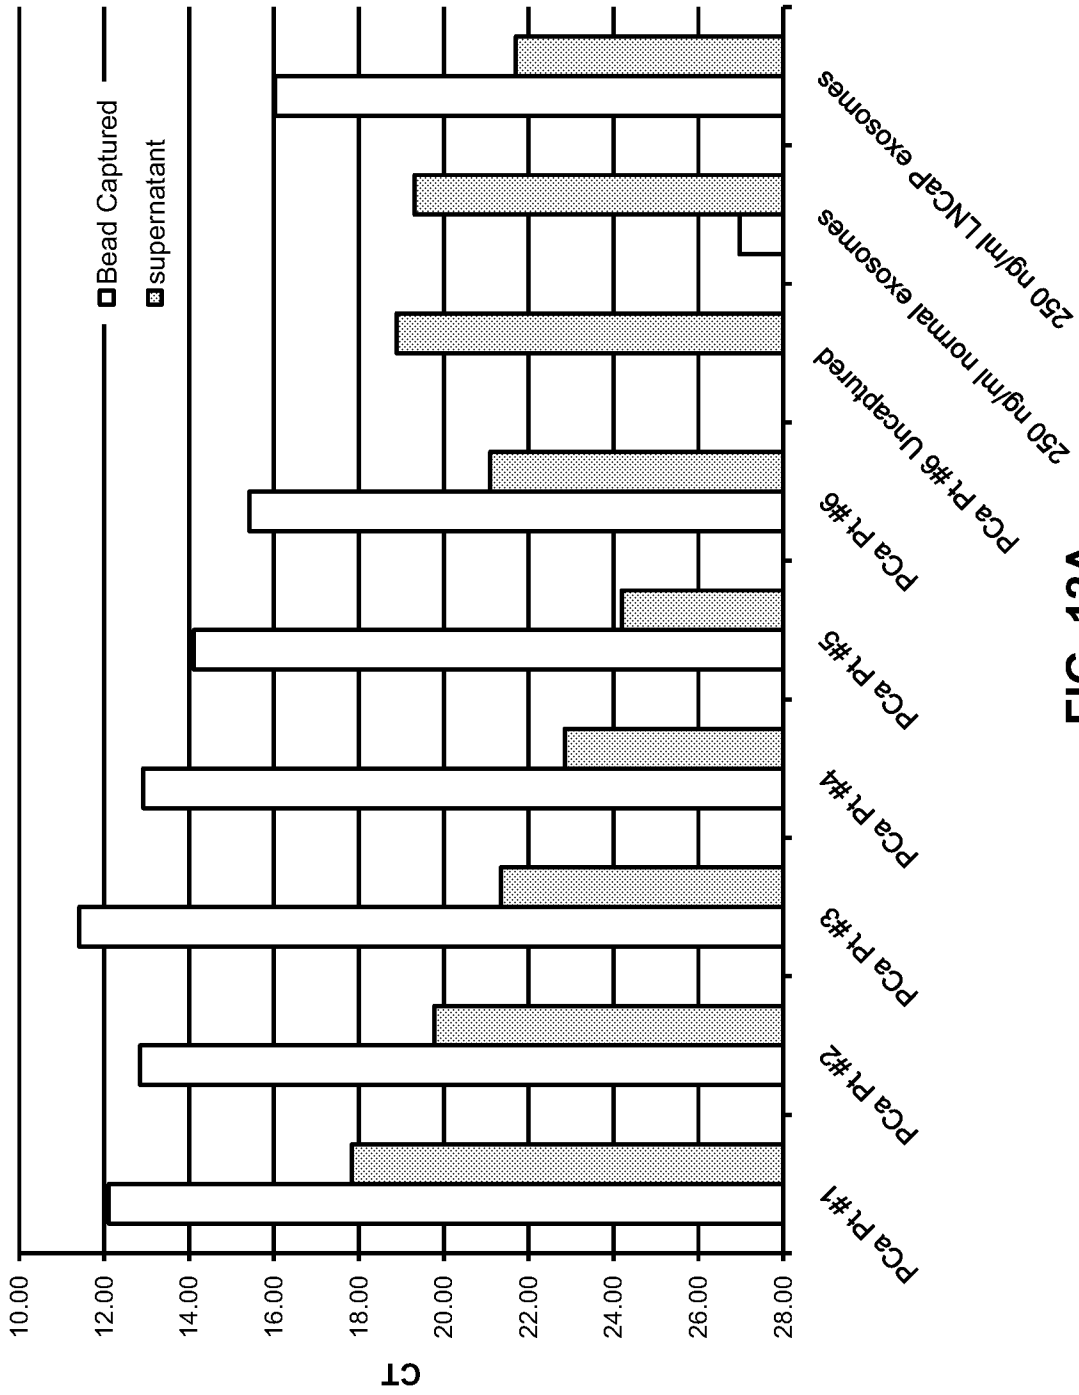 CT
10.00
12.00
14.00
16.00
18.00
20.00
22.00
24.00
26.00
28.00
Bead Captured
supernatant
PCa Pt #1
PCa Pt #2
PCa Pt #3
PCa Pt #4
PCa Pt #5
PCa Pt #6
PCa Pt #6 Uncaptured
250 ng/ml normal exosomes
250 ng/ml LNCaP exosomes